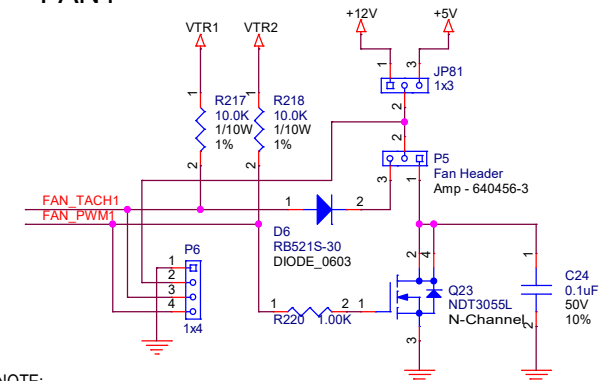 FAN1
+12V
+5V
VTR1
VTR2
1
3
JP81
1x3
2
1
R217
10.0K
1/10W
1%
2
1
R218
10.0K
1/10W
1%
2
2
P5
Fan Header
Amp - 640456-3
3
1
FAN_TACH1
FAN_PWM1
1
2
D6
RB521S-30
DIODE_0603
P6
1
2
3
4
1x4
2
4
Q23
NDT3055L
N-Channel
3
R220
1.00K
2
1
1
C24
0.1uF
50V
10%
2
NOTE: